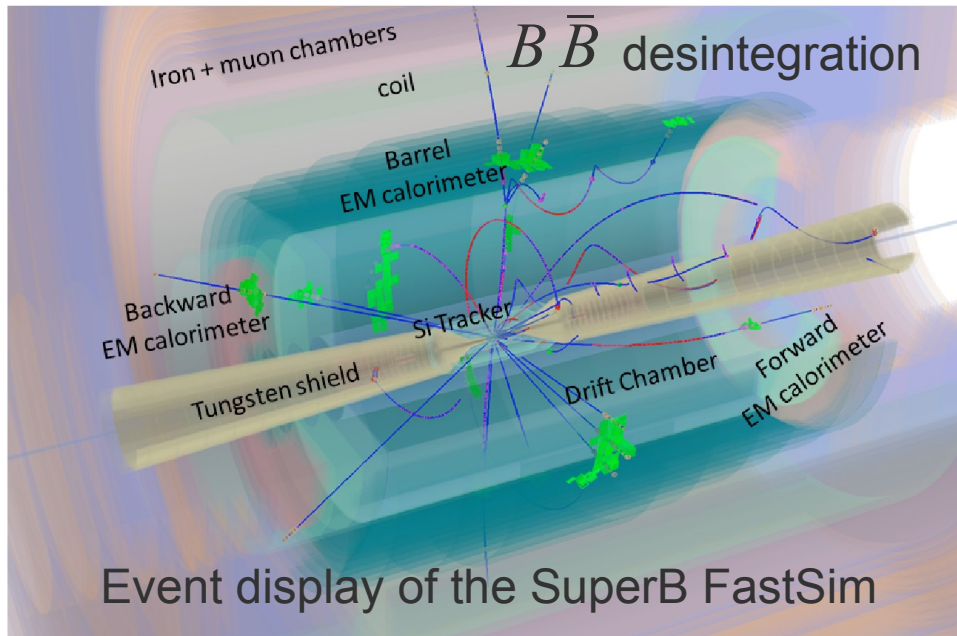 B B̅ desintegration
Iron + muon chambers
coil
Barrel
EM calorimeter
Backward
EM calorimeter
Si Tracker
Tungsten shield
Drift Chamber
Forward
EM calorimeter
Event display of the SuperB FastSim